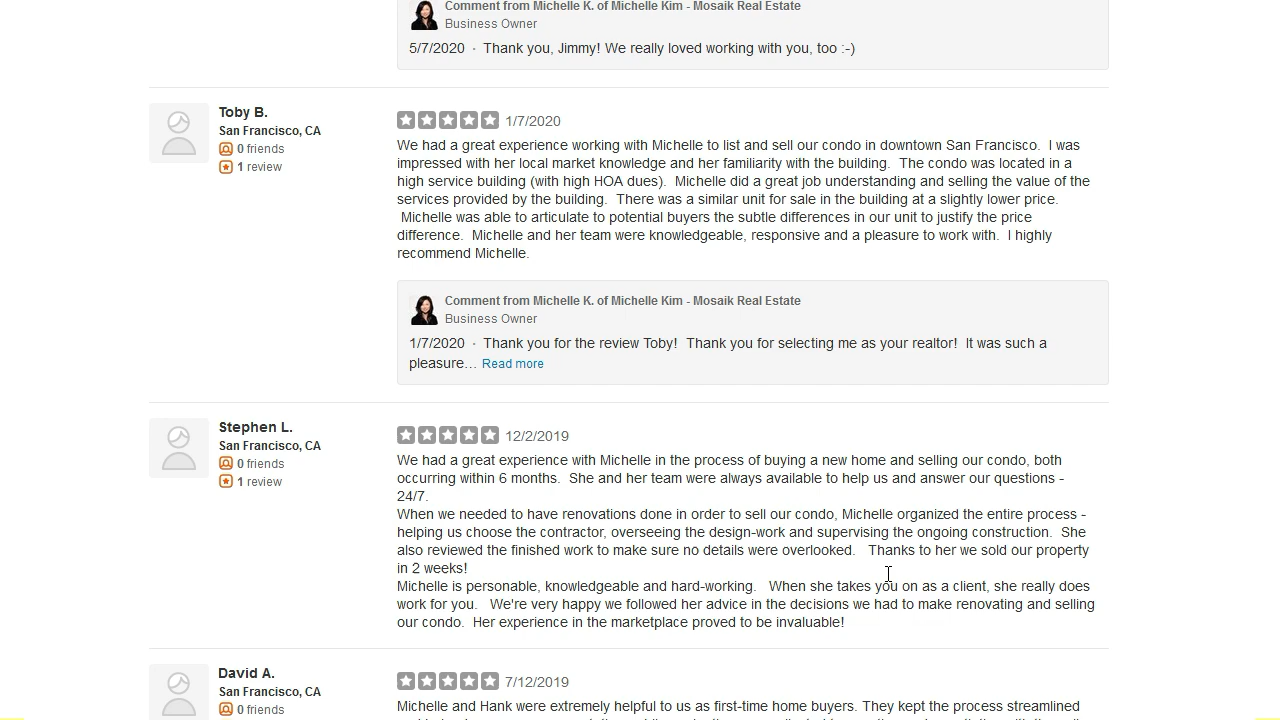 Comment from Michelle K. of Michelle Kim - Mosaik Real Estate
Business Owner
5/7/2020 · Thank you, Jimmy! We really loved working with you, too :-)
Toby B.
San Francisco, CA
0 friends
1 review
1/7/2020
We had a great experience working with Michelle to list and sell our condo in downtown San Francisco.  I was
impressed with her local market knowledge and her familiarity with the building.  The condo was located in a
high service building (with high HOA dues).  Michelle did a great job understanding and selling the value of the
services provided by the building.  There was a similar unit for sale in the building at a slightly lower price.
Michelle was able to articulate to potential buyers the subtle differences in our unit to justify the price
difference.  Michelle and her team were knowledgeable, responsive and a pleasure to work with.  I highly
recommend Michelle.
Comment from Michelle K. of Michelle Kim - Mosaik Real Estate
Business Owner
1/7/2020 · Thank you for the review Toby!  Thank you for selecting me as your realtor!  It was such a
pleasure… Read more
Stephen L.
San Francisco, CA
0 friends
1 review
12/2/2019
We had a great experience with Michelle in the process of buying a new home and selling our condo, both
occurring within 6 months.  She and her team were always available to help us and answer our questions -
24/7.
When we needed to have renovations done in order to sell our condo, Michelle organized the entire process -
helping us choose the contractor, overseeing the design-work and supervising the ongoing construction.  She
also reviewed the finished work to make sure no details were overlooked.   Thanks to her we sold our property
in 2 weeks!
Michelle is personable, knowledgeable and hard-working.   When she takes you on as a client, she really does
work for you.   We're very happy we followed her advice in the decisions we had to make renovating and selling
our condo.  Her experience in the marketplace proved to be invaluable!
David A.
San Francisco, CA
0 friends
7/12/2019
Michelle and Hank were extremely helpful to us as first-time home buyers. They kept the process streamlined